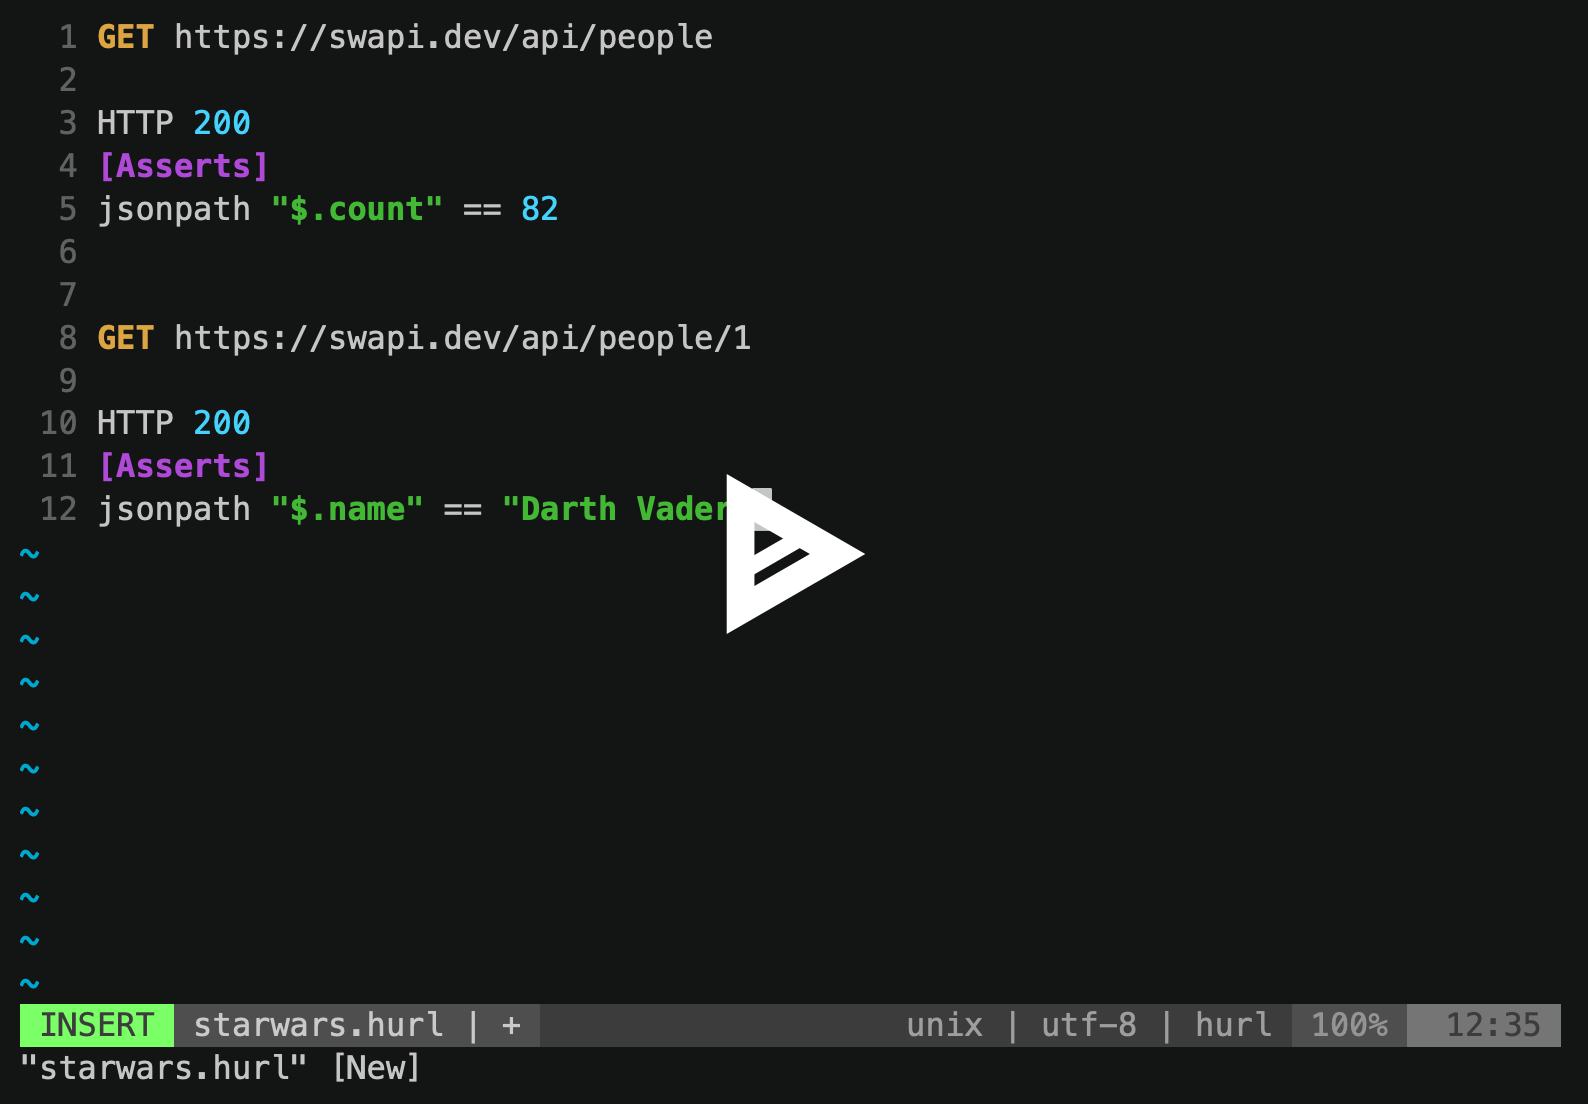 1 GET https://swapi.dev/api/people
2
3 HTTP 200
4 [Asserts]
5 jsonpath "$.count" == 82
6
7
8 GET https://swapi.dev/api/people/1
9
10 HTTP 200
11 [Asserts]
12 jsonpath "$.name" == "Darth Vader
~
~
~
~
~
~
~
~
~
~
~
INSERT starwars.hurl | + unix | utf-8 | hurl 100% 12:35
"starwars.hurl" [New]